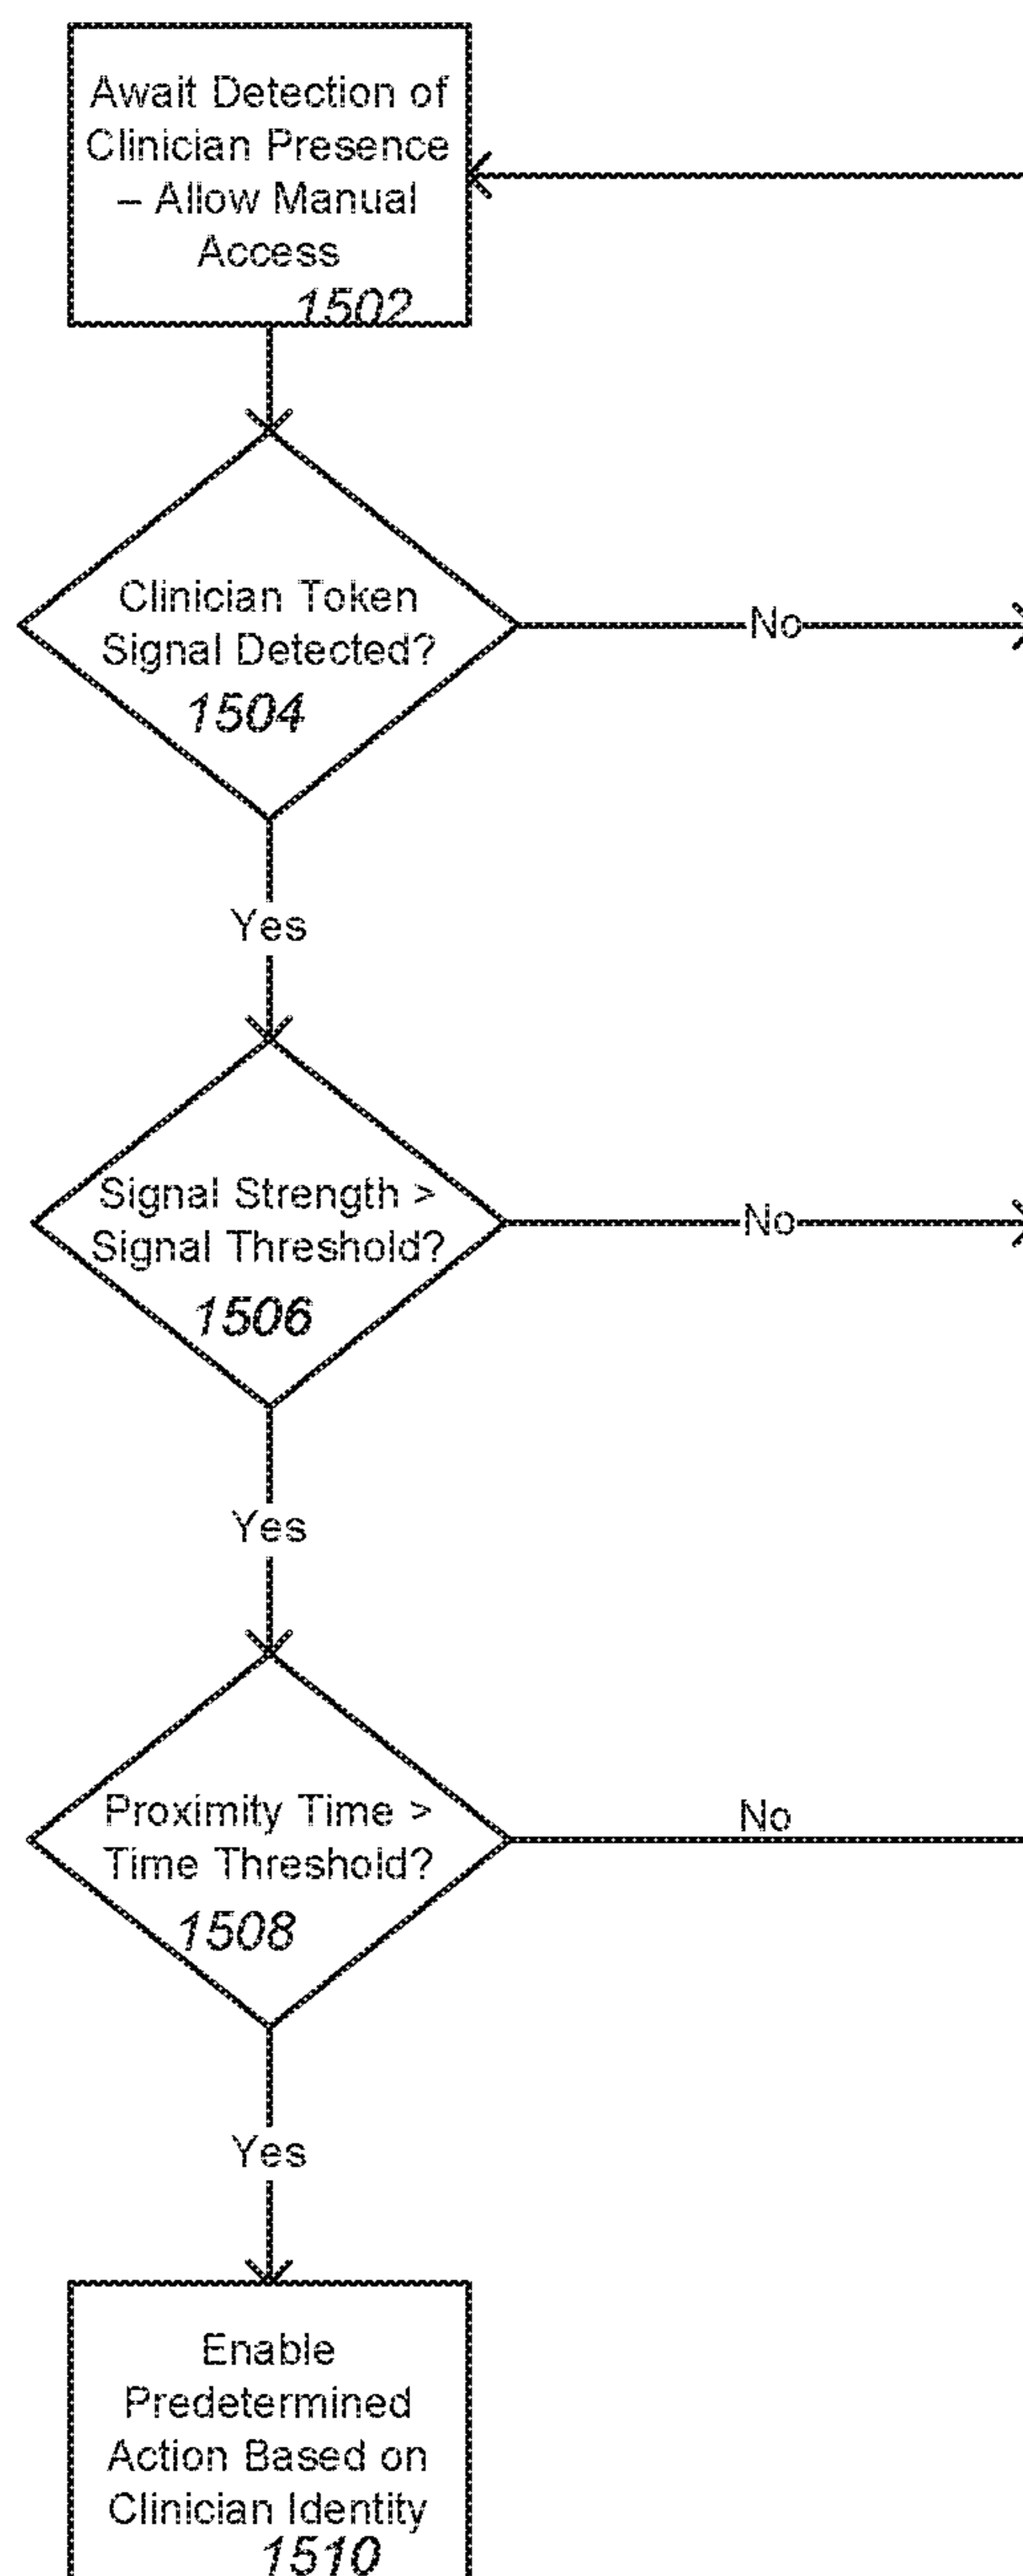 Await Detection of
Clinician Presence
– Allow Manual
Access
1502
Clinician Token
Signal Detected?
1504
No
Yes
Signal Strength >
Signal Threshold?
1506
No
Yes
Proximity Time >
Time Threshold?
1508
No
Yes
Enable
Predetermined
Action Based on
Clinician Identity
1510